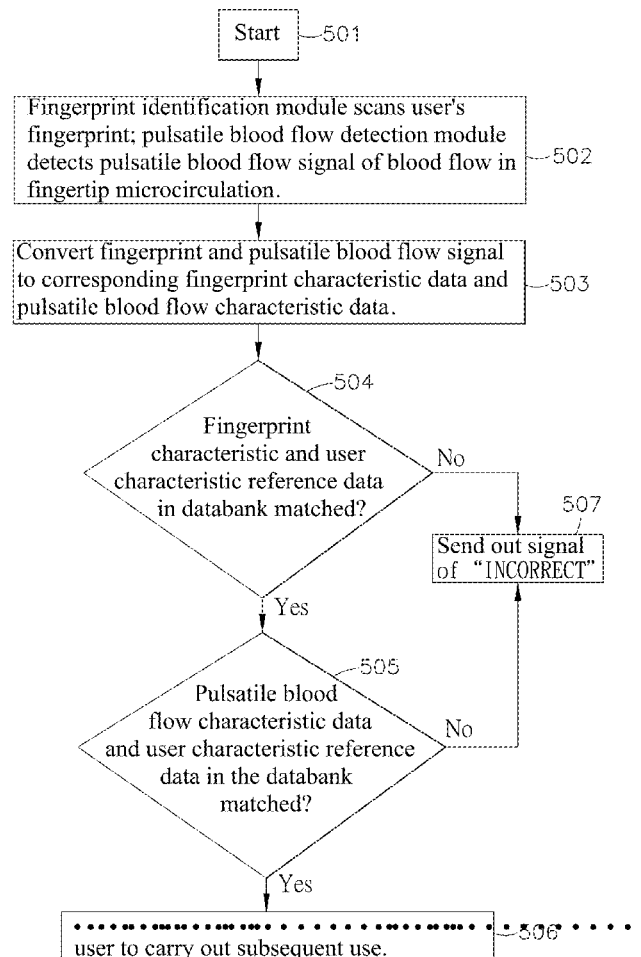 Start
501
Fingerprint identification module scans user's
fingerprint; pulsatile blood flow detection module
detects pulsatile blood flow signal of blood flow in
fingertip microcirculation.
502
Convert fingerprint and pulsatile blood flow signal
to corresponding fingerprint characteristic data and
pulsatile blood flow characteristic data.
503
504
Fingerprint
characteristic and user
characteristic reference data
in databank matched?
No
507
Send out signal
of “INCORRECT”
Yes
505
Pulsatile blood
flow characteristic data
and user characteristic reference
data in the databank
matched?
No
Yes
506
user to carry out subsequent use.